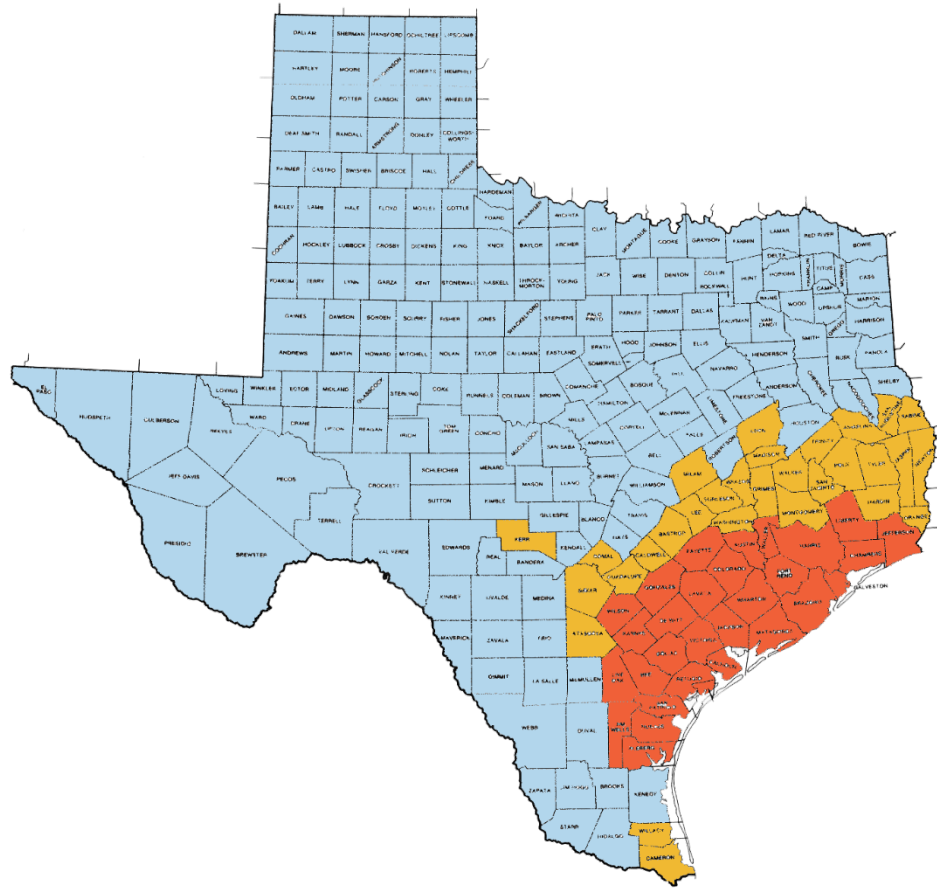 DALLAM SHERMAN HANSFORD OCHILTREE LIPSCOMB
HARTLEY MOORE HUTCHINSON ROBERTS HEMPHILL
OLDHAM POTTER CARSON GRAY WHEELER
DEAF SMITH RANDALL ARMSTRONG DONLEY COLLINGS-
WORTH
PARMER CASTRO SWISHER BRISCOE HALL CHILDRESS
HARDEMAN
BAILEY LAMB HALE FLOYD MOTLEY COTTLE FOARD WILBARGER WICHITA
CLAY MONTAGUE COOKE GRAYSON FANNIN LAMAR RED RIVER BOWIE
COCHRAN HOCKLEY LUBBOCK CROSBY DICKENS KING KNOX BAYLOR ARCHER
DELTA
YOAKUM TERRY LYNN GARZA KENT STONEWALL HASKELL THROCK-
MORTON YOUNG JACK WISE DENTON COLLIN HUNT HOPKINS FRANKLIN TITUS MORRIS CASS
ROCKWALL CAMP
RAINS WOOD UPSHUR MARION
GAINES DAWSON BORDEN SCURRY FISHER JONES SHACKELFORD STEPHENS PALO
PINTO PARKER TARRANT DALLAS KAUFMAN VAN
ZANDT SMITH GREGG HARRISON
ANDREWS MARTIN HOWARD MITCHELL NOLAN TAYLOR CALLAHAN EASTLAND ERATH HOOD JOHNSON ELLIS HENDERSON RUSK PANOLA
SOMERVELL
EL
PASO HUDSPETH CULBERSON REEVES LOVING WINKLER ECTOR MIDLAND GLASSCOCK STERLING COKE RUNNELS COLEMAN BROWN COMANCHE HAMILTON BOSQUE HILL NAVARRO ANDERSON CHEROKEE NACOGDOCHES SHELBY
WARD CRANE UPTON REAGAN IRION TOM
GREEN CONCHO McCULLOCH SAN SABA MILLS LAMPASAS CORYELL McLENNAN LIMESTONE FREESTONE
JEFF DAVIS PECOS CROCKETT SCHLEICHER MENARD MASON LLANO BURNET BELL FALLS ROBERTSON LEON HOUSTON TRINITY ANGELINA SAN
AUGUSTINE SABINE
SUTTON KIMBLE WILLIAMSON MILAM BRAZOS MADISON WALKER POLK TYLER JASPER NEWTON
PRESIDIO BREWSTER TERRELL VAL VERDE EDWARDS KERR GILLESPIE BLANCO TRAVIS BURLESON GRIMES SAN
JACINTO
REAL BANDERA KENDALL HAYS BASTROP LEE WASHINGTON MONTGOMERY LIBERTY HARDIN ORANGE
COMAL CALDWELL FAYETTE AUSTIN WALLER HARRIS CHAMBERS JEFFERSON
KINNEY UVALDE MEDINA BEXAR GUADALUPE GONZALES COLORADO FORT
BEND GALVESTON
WILSON LAVACA WHARTON BRAZORIA
MAVERICK ZAVALA FRIO ATASCOSA KARNES DEWITT JACKSON MATAGORDA
VICTORIA
DIMMIT LA SALLE McMULLEN LIVE
OAK BEE GOLIAD REFUGIO CALHOUN
SAN
PATRICIO
WEBB DUVAL JIM
WELLS NUECES
KLEBERG
ZAPATA JIM HOGG BROOKS KENEDY
STARR HIDALGO WILLACY
CAMERON